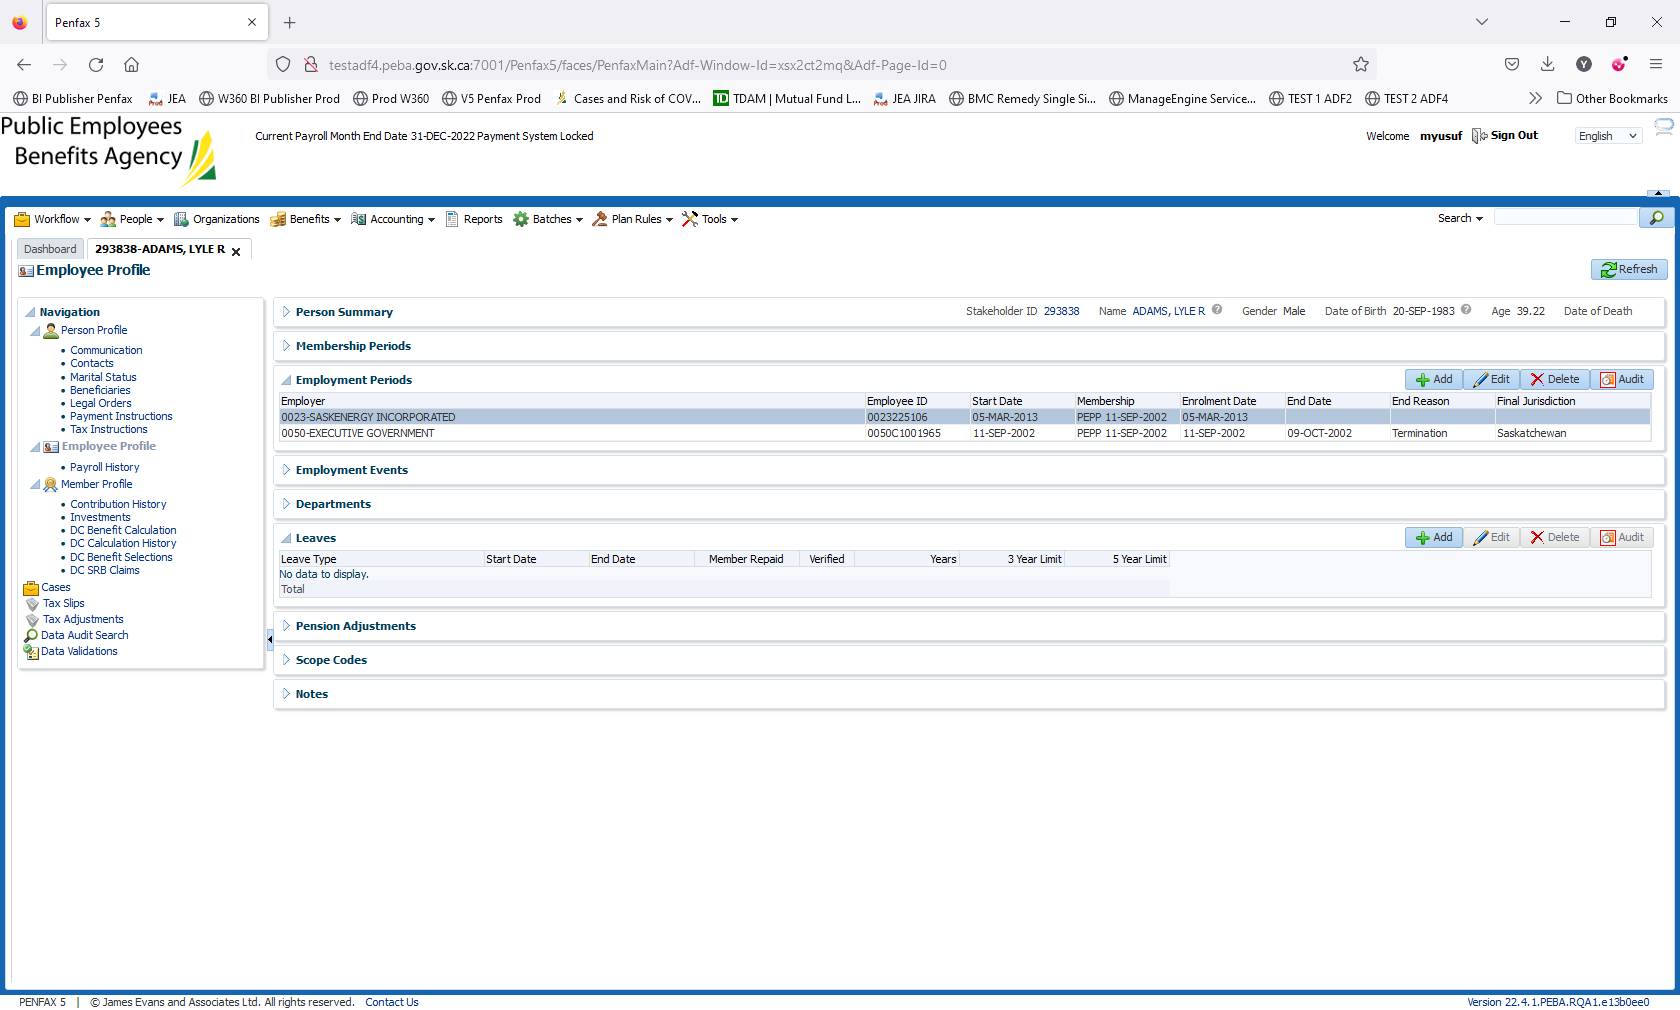 Penfax 5
testadf4.peba.gov.sk.ca:7001/Penfax5/faces/PenfaxMain?Adf-Window-Id=xsx2ct2mq&Adf-Page-Id=0
BI Publisher Penfax JEA W360 BI Publisher Prod Prod W360 V5 Penfax Prod Cases and Risk of COV... TD TDAM | Mutual Fund L... JEA JIRA BMC Remedy Single Si... ManageEngine Service... TEST 1 ADF2 TEST 2 ADF4 Other Bookmarks
Public Employees
Benefits Agency
Current Payroll Month End Date 31-DEC-2022 Payment System Locked
Welcome myusuf Sign Out English
Workflow People Organizations Benefits Accounting Reports Batches Plan Rules Tools Search
Dashboard 293838-ADAMS, LYLE R
Employee Profile
Refresh
Navigation
Person Profile
Communication
Contacts
Marital Status
Beneficiaries
Legal Orders
Payment Instructions
Tax Instructions
Employee Profile
Payroll History
Member Profile
Contribution History
Investments
DC Benefit Calculation
DC Calculation History
DC Benefit Selections
DC SRB Claims
Cases
Tax Slips
Tax Adjustments
Data Audit Search
Data Validations
Person Summary Stakeholder ID 293838 Name ADAMS, LYLE R Gender Male Date of Birth 20-SEP-1983 Age 39.22 Date of Death
Membership Periods
Employment Periods Add Edit Delete Audit
Employer Employee ID Start Date Membership Enrolment Date End Date End Reason Final Jurisdiction
0023-SASKENERGY INCORPORATED 0023225106 05-MAR-2013 PEPP 11-SEP-2002 05-MAR-2013
0050-EXECUTIVE GOVERNMENT 0050C1001965 11-SEP-2002 PEPP 11-SEP-2002 11-SEP-2002 09-OCT-2002 Termination Saskatchewan
Employment Events
Departments
Leaves Add Edit Delete Audit
Leave Type Start Date End Date Member Repaid Verified Years 3 Year Limit 5 Year Limit
No data to display.
Total
Pension Adjustments
Scope Codes
Notes
PENFAX 5 | © James Evans and Associates Ltd. All rights reserved. Contact Us Version 22.4.1.PEBA.RQA1.e13b0ee0